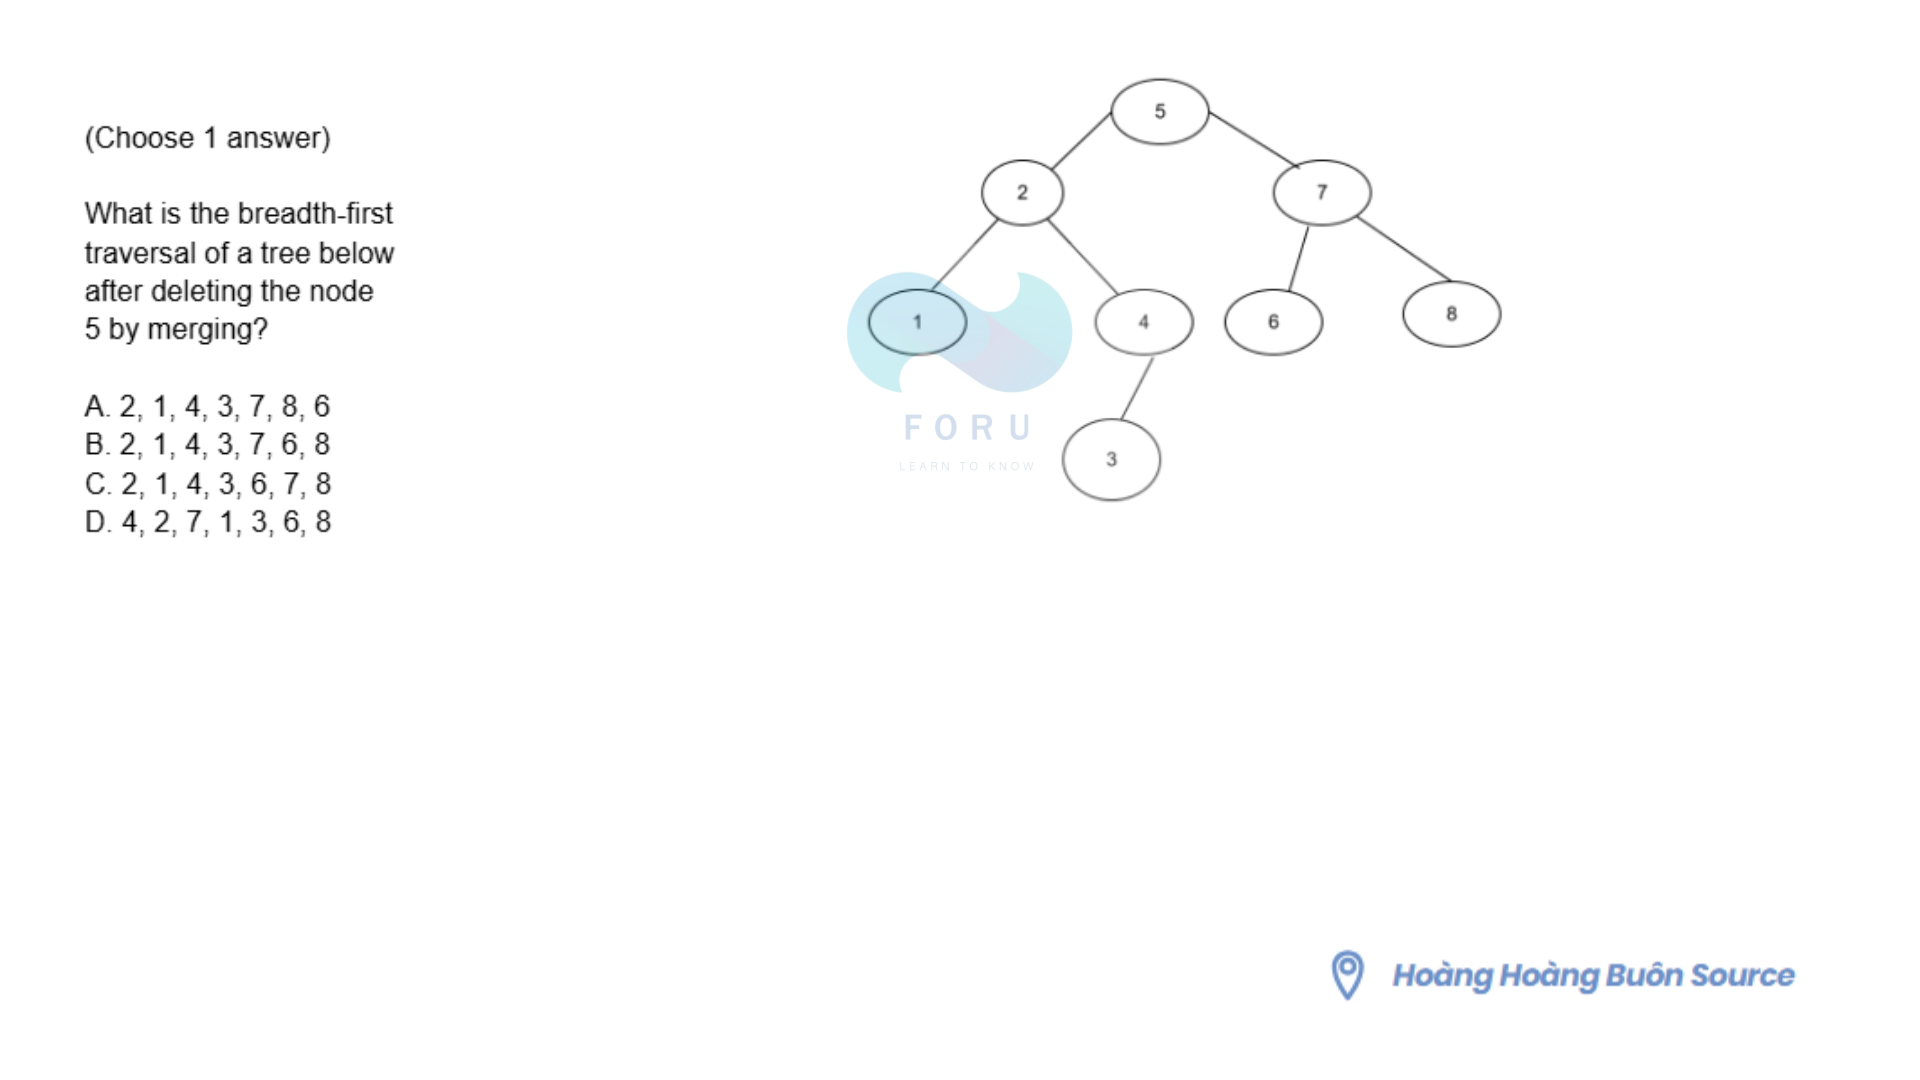 (Choose 1 answer)
What is the breadth-first
traversal of a tree below
after deleting the node
5 by merging?
A. 2, 1, 4, 3, 7, 8, 6
B. 2, 1, 4, 3, 7, 6, 8
C. 2, 1, 4, 3, 6, 7, 8
D. 4, 2, 7, 1, 3, 6, 8
5
2
7
1
4
6
8
3
FORU
LEARN TO KNOW
Hoàng Hoàng Buôn Source